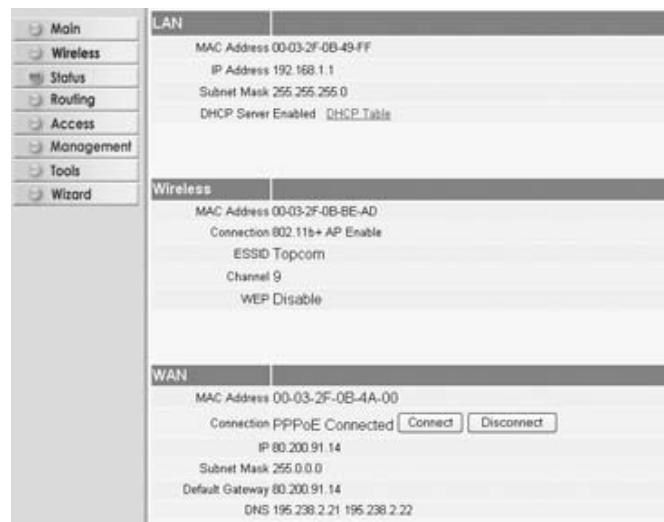 Main
Wireless
Status
Routing
Access
Management
Tools
Wizard
LAN
MAC Address 00-03-2F-0B-49-FF
IP Address 192.168.1.1
Subnet Mask 255.255.255.0
DHCP Server Enabled DHCP Table
Wireless
MAC Address 00-03-2F-0B-BE-AD
Connection 802.11b+ AP Enable
ESSID Topcom
Channel 9
WEP Disable
WAN
MAC Address 00-03-2F-0B-4A-00
Connection PPPoE Connected Connect Disconnect
IP 80.200.91.14
Subnet Mask 255.0.0.0
Default Gateway 80.200.91.14
DNS 195.238.2.21 195.238.2.22